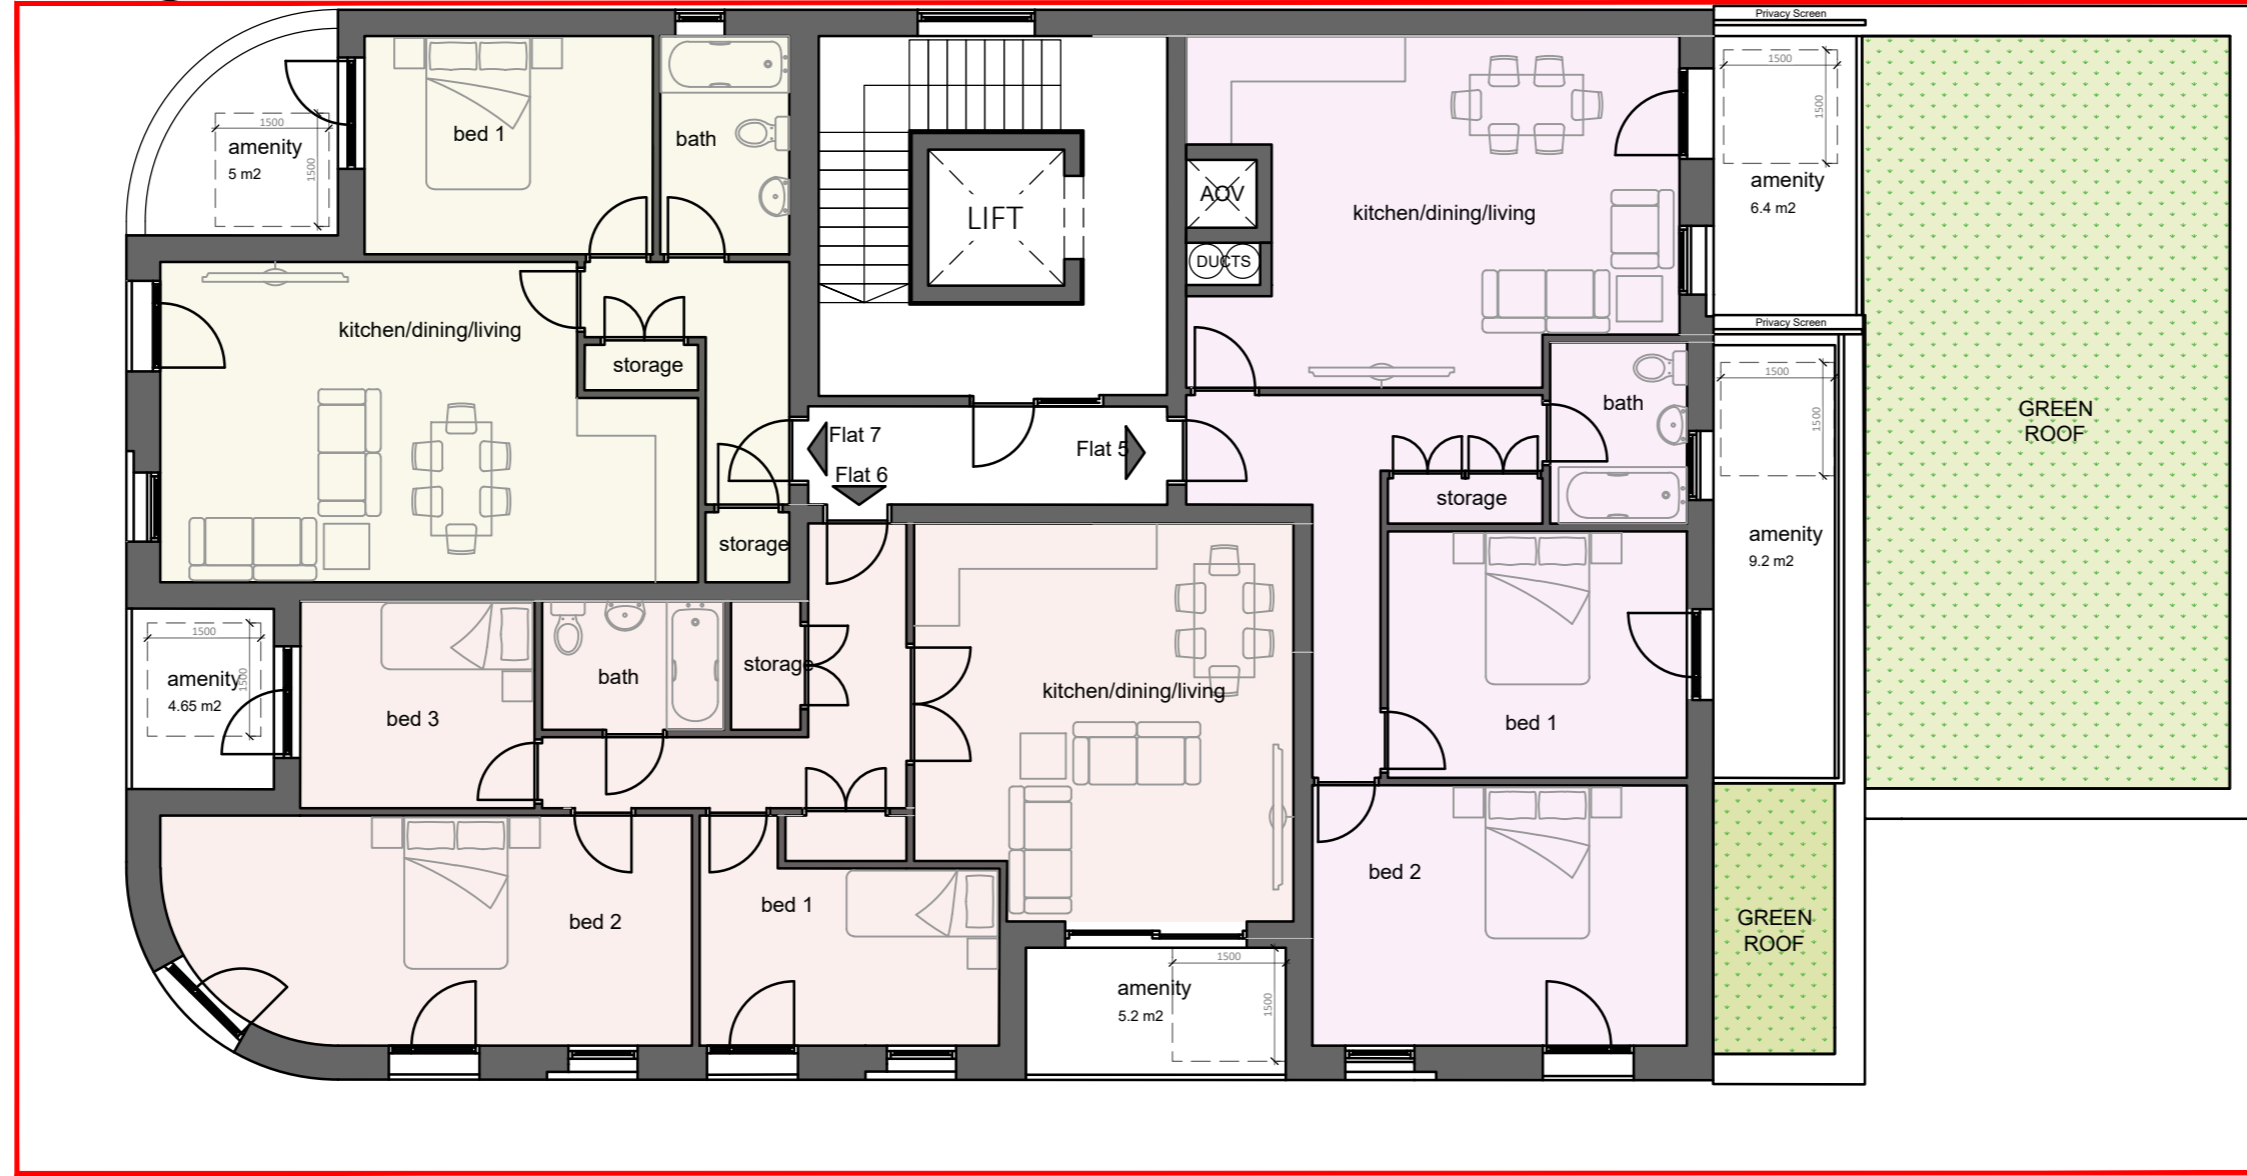 Privacy Screen
1500
1500
amenity
6.4 m2
1500
1500
amenity
5 m2
bed 1
bath
LIFT
AOV
DUCTS
kitchen/dining/living
kitchen/dining/living
storage
Privacy Screen
1500
1500
bath
GREEN
ROOF
Flat 7
Flat 6
Flat 5
storage
storage
amenity
9.2 m2
1500
1500
amenity
4.65 m2
bed 3
bath
storage
kitchen/dining/living
bed 1
bed 2
bed 1
bed 2
GREEN
ROOF
1500
1500
amenity
5.2 m2